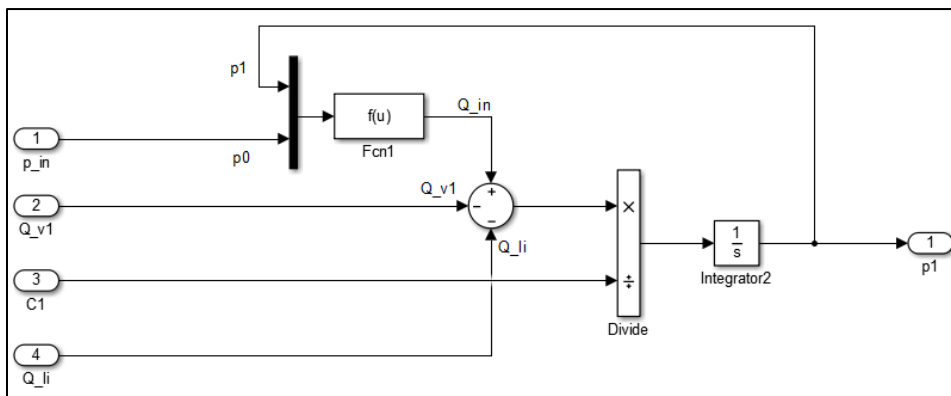 p1
Q_in
f(u)
1
Fcn1
p_in
p0
+
2
Q_v1
−
×
Q_v1
−
Q_li
1
s
1
3
÷
Integrator2
p1
C1
Divide
4
Q_li